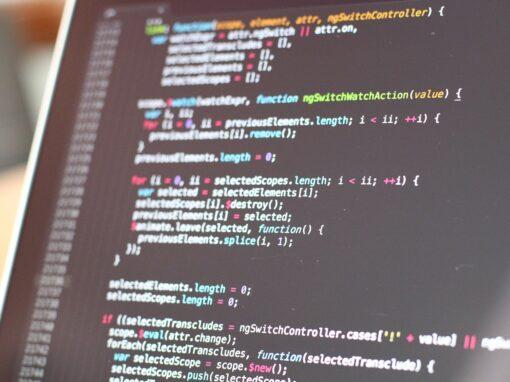 link: function(scope, element, attr, ngSwitchController) {
var watchExpr = attr.ngSwitch || attr.on,
selectedTranscludes = [],
selectedElements = [],
previousElements = [],
selectedScopes = [];
scope.$watch(watchExpr, function ngSwitchWatchAction(value) {
var i, ii;
for (i = 0, ii = previousElements.length; i < ii; ++i) {
previousElements[i].remove();
}
previousElements.length = 0;
for (i = 0, ii = selectedScopes.length; i < ii; ++i) {
var selected = selectedElements[i];
selectedScopes[i].$destroy();
previousElements[i] = selected;
$animate.leave(selected, function() {
previousElements.splice(i, 1);
});
}
selectedElements.length = 0;
selectedScopes.length = 0;
if ((selectedTranscludes = ngSwitchController.cases["!" + value] || ngSw
scope.$eval(attr.change);
forEach(selectedTranscludes, function(selectedTransclude) {
var selectedScope = scope.$new();
selectedScopes.push(selectedScope);